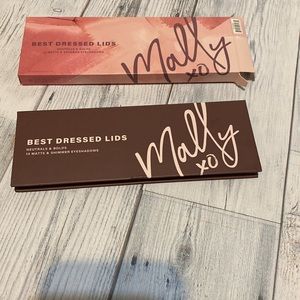 BEST DRESSED LIDS
NEUTRALS & BOLDS
12 MATTE & SHIMMER EYESHADOWS
Mally
XO
BEST DRESSED LIDS
NEUTRALS & BOLDS
12 MATTE & SHIMMER EYESHADOWS
Mally
XO